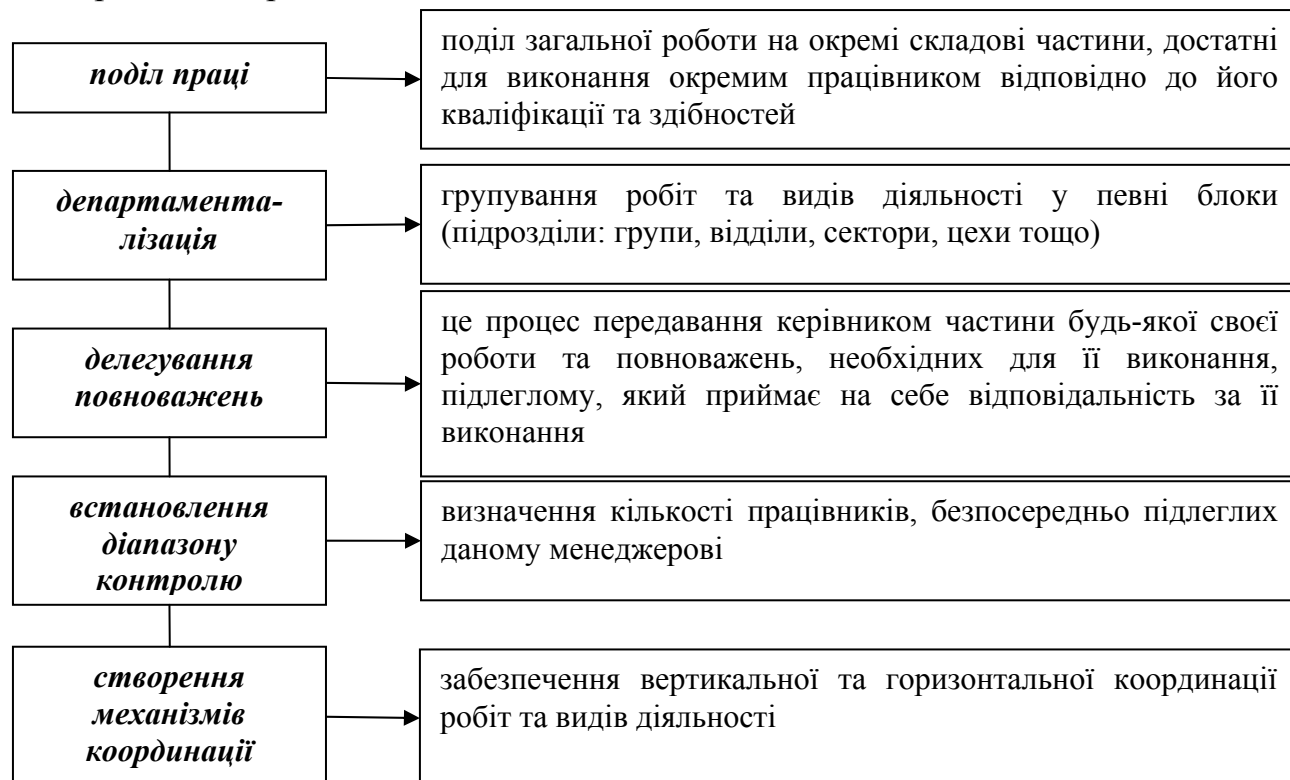 поділ праці
поділ загальної роботи на окремі складові частини, достатні
для виконання окремим працівником відповідно до його
кваліфікації та здібностей
департамента-
лізація
групування робіт та видів діяльності у певні блоки
(підрозділи: групи, відділи, сектори, цехи тощо)
делегування
повноважень
це процес передавання керівником частини будь-якої своєї
роботи та повноважень, необхідних для її виконання,
підлеглому, який приймає на себе відповідальність за її
виконання
встановлення
діапазону
контролю
визначення кількості працівників, безпосередньо підлеглих
даному менеджерові
створення
механізмів
координації
забезпечення вертикальної та горизонтальної координації
робіт та видів діяльності